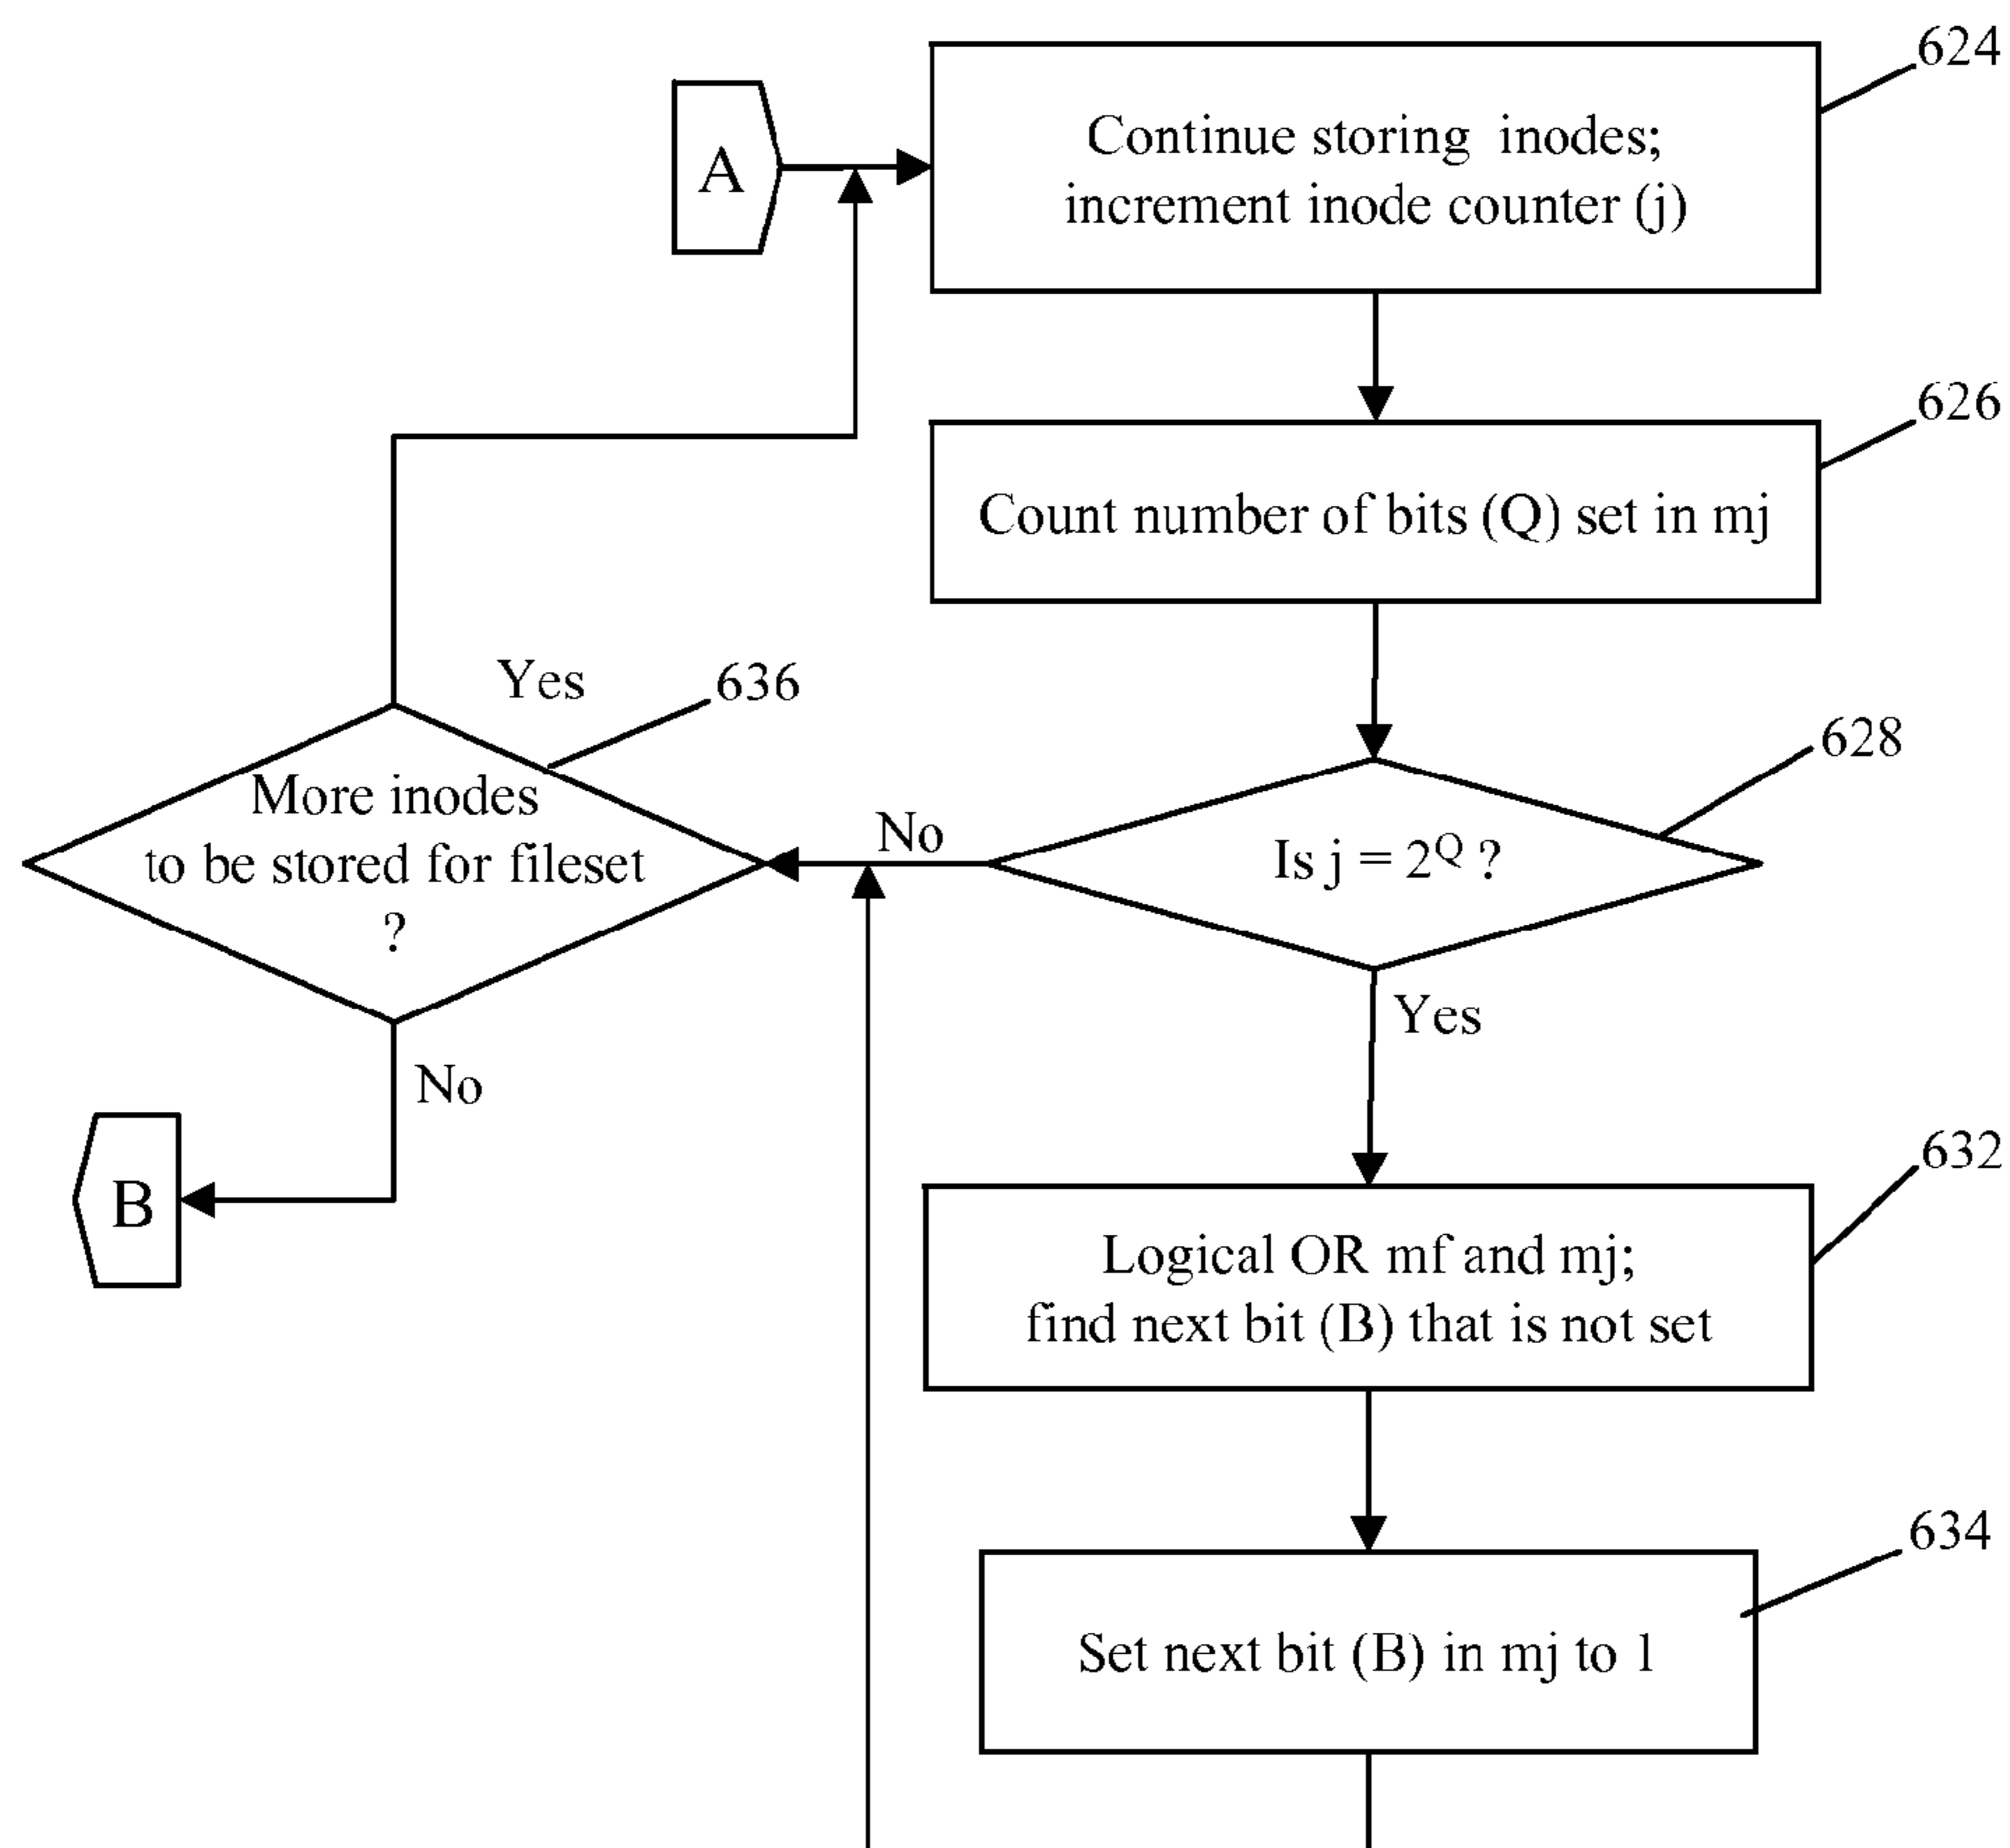 624
A
Continue storing inodes;
increment inode counter (j)
626
Count number of bits (Q) set in mj
Yes
636
628
More inodes
to be stored for fileset
?
No
Is j = 2^Q ?
Yes
No
B
632
Logical OR mf and mj;
find next bit (B) that is not set
634
Set next bit (B) in mj to 1